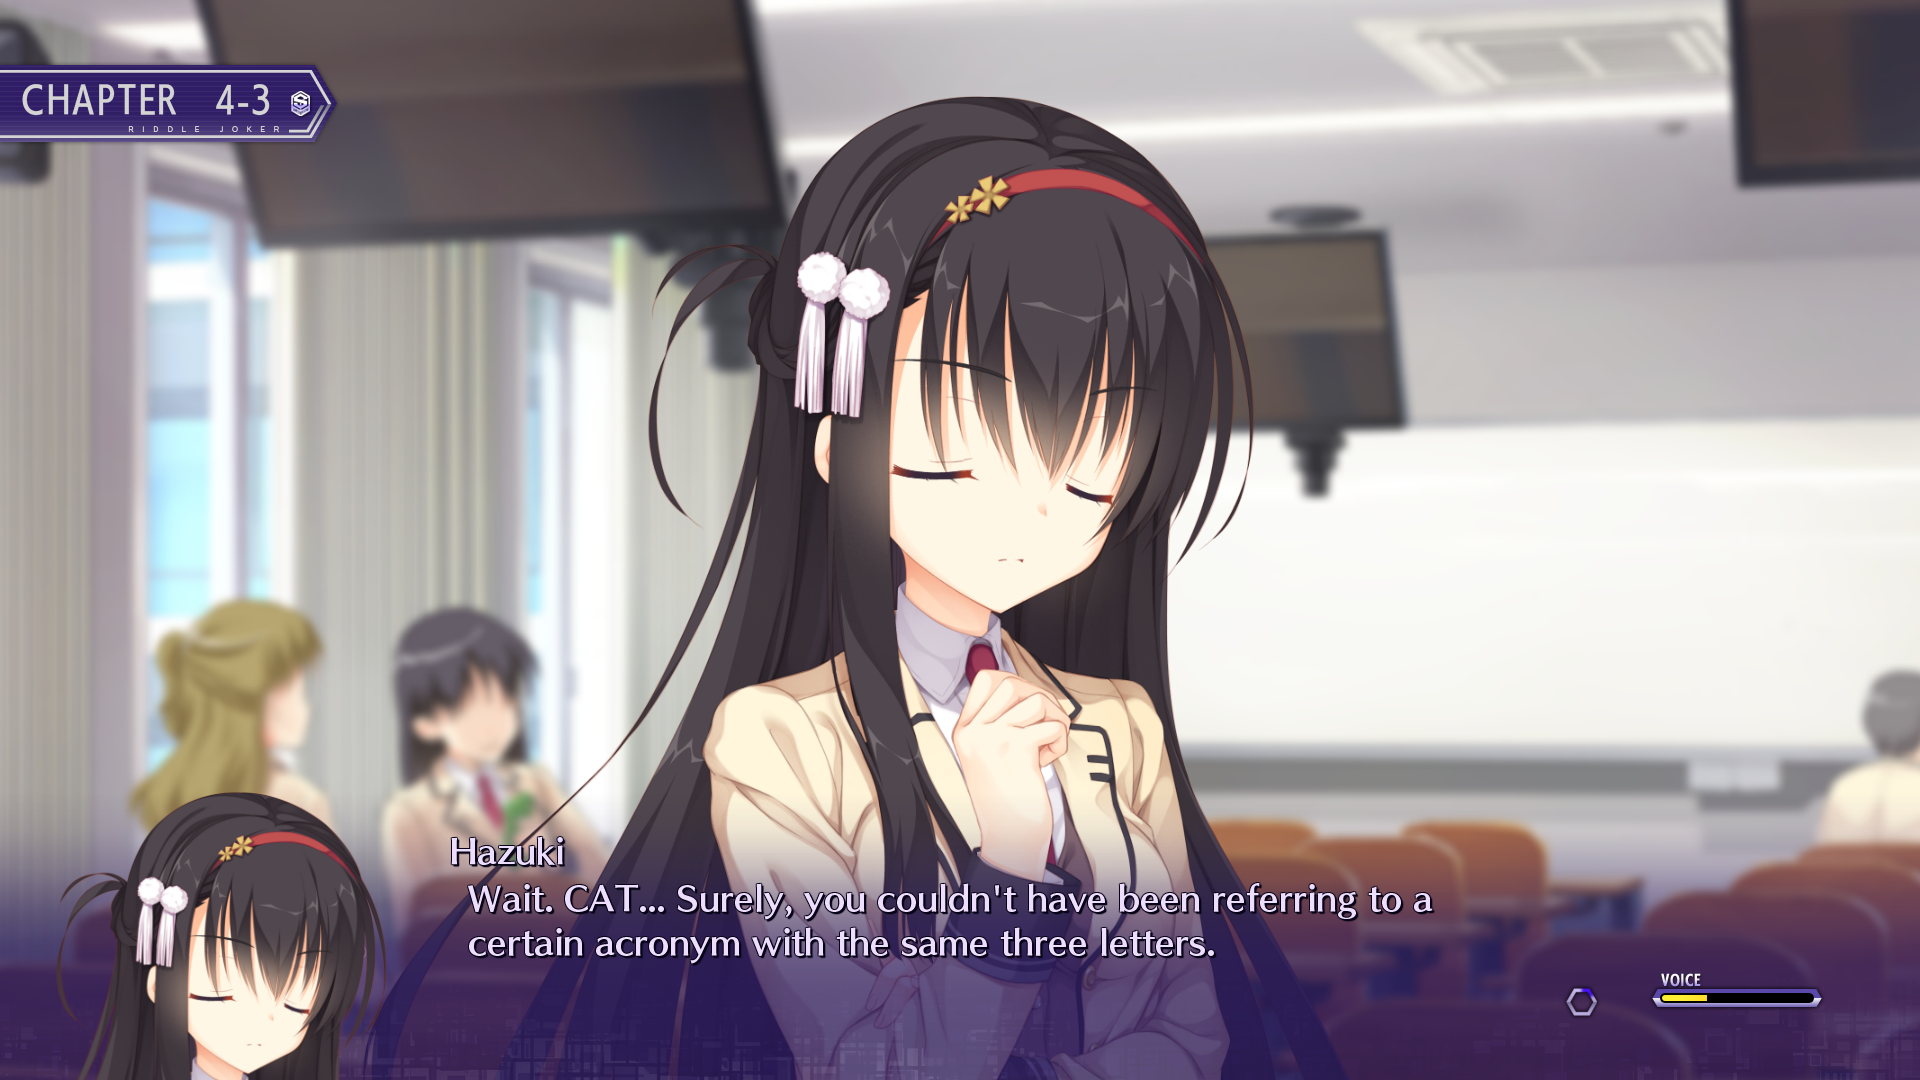 CHAPTER 4-3
RIDDLE JOKER
Hazuki
Wait. CAT... Surely, you couldn't have been referring to a
certain acronym with the same three letters.
VOICE